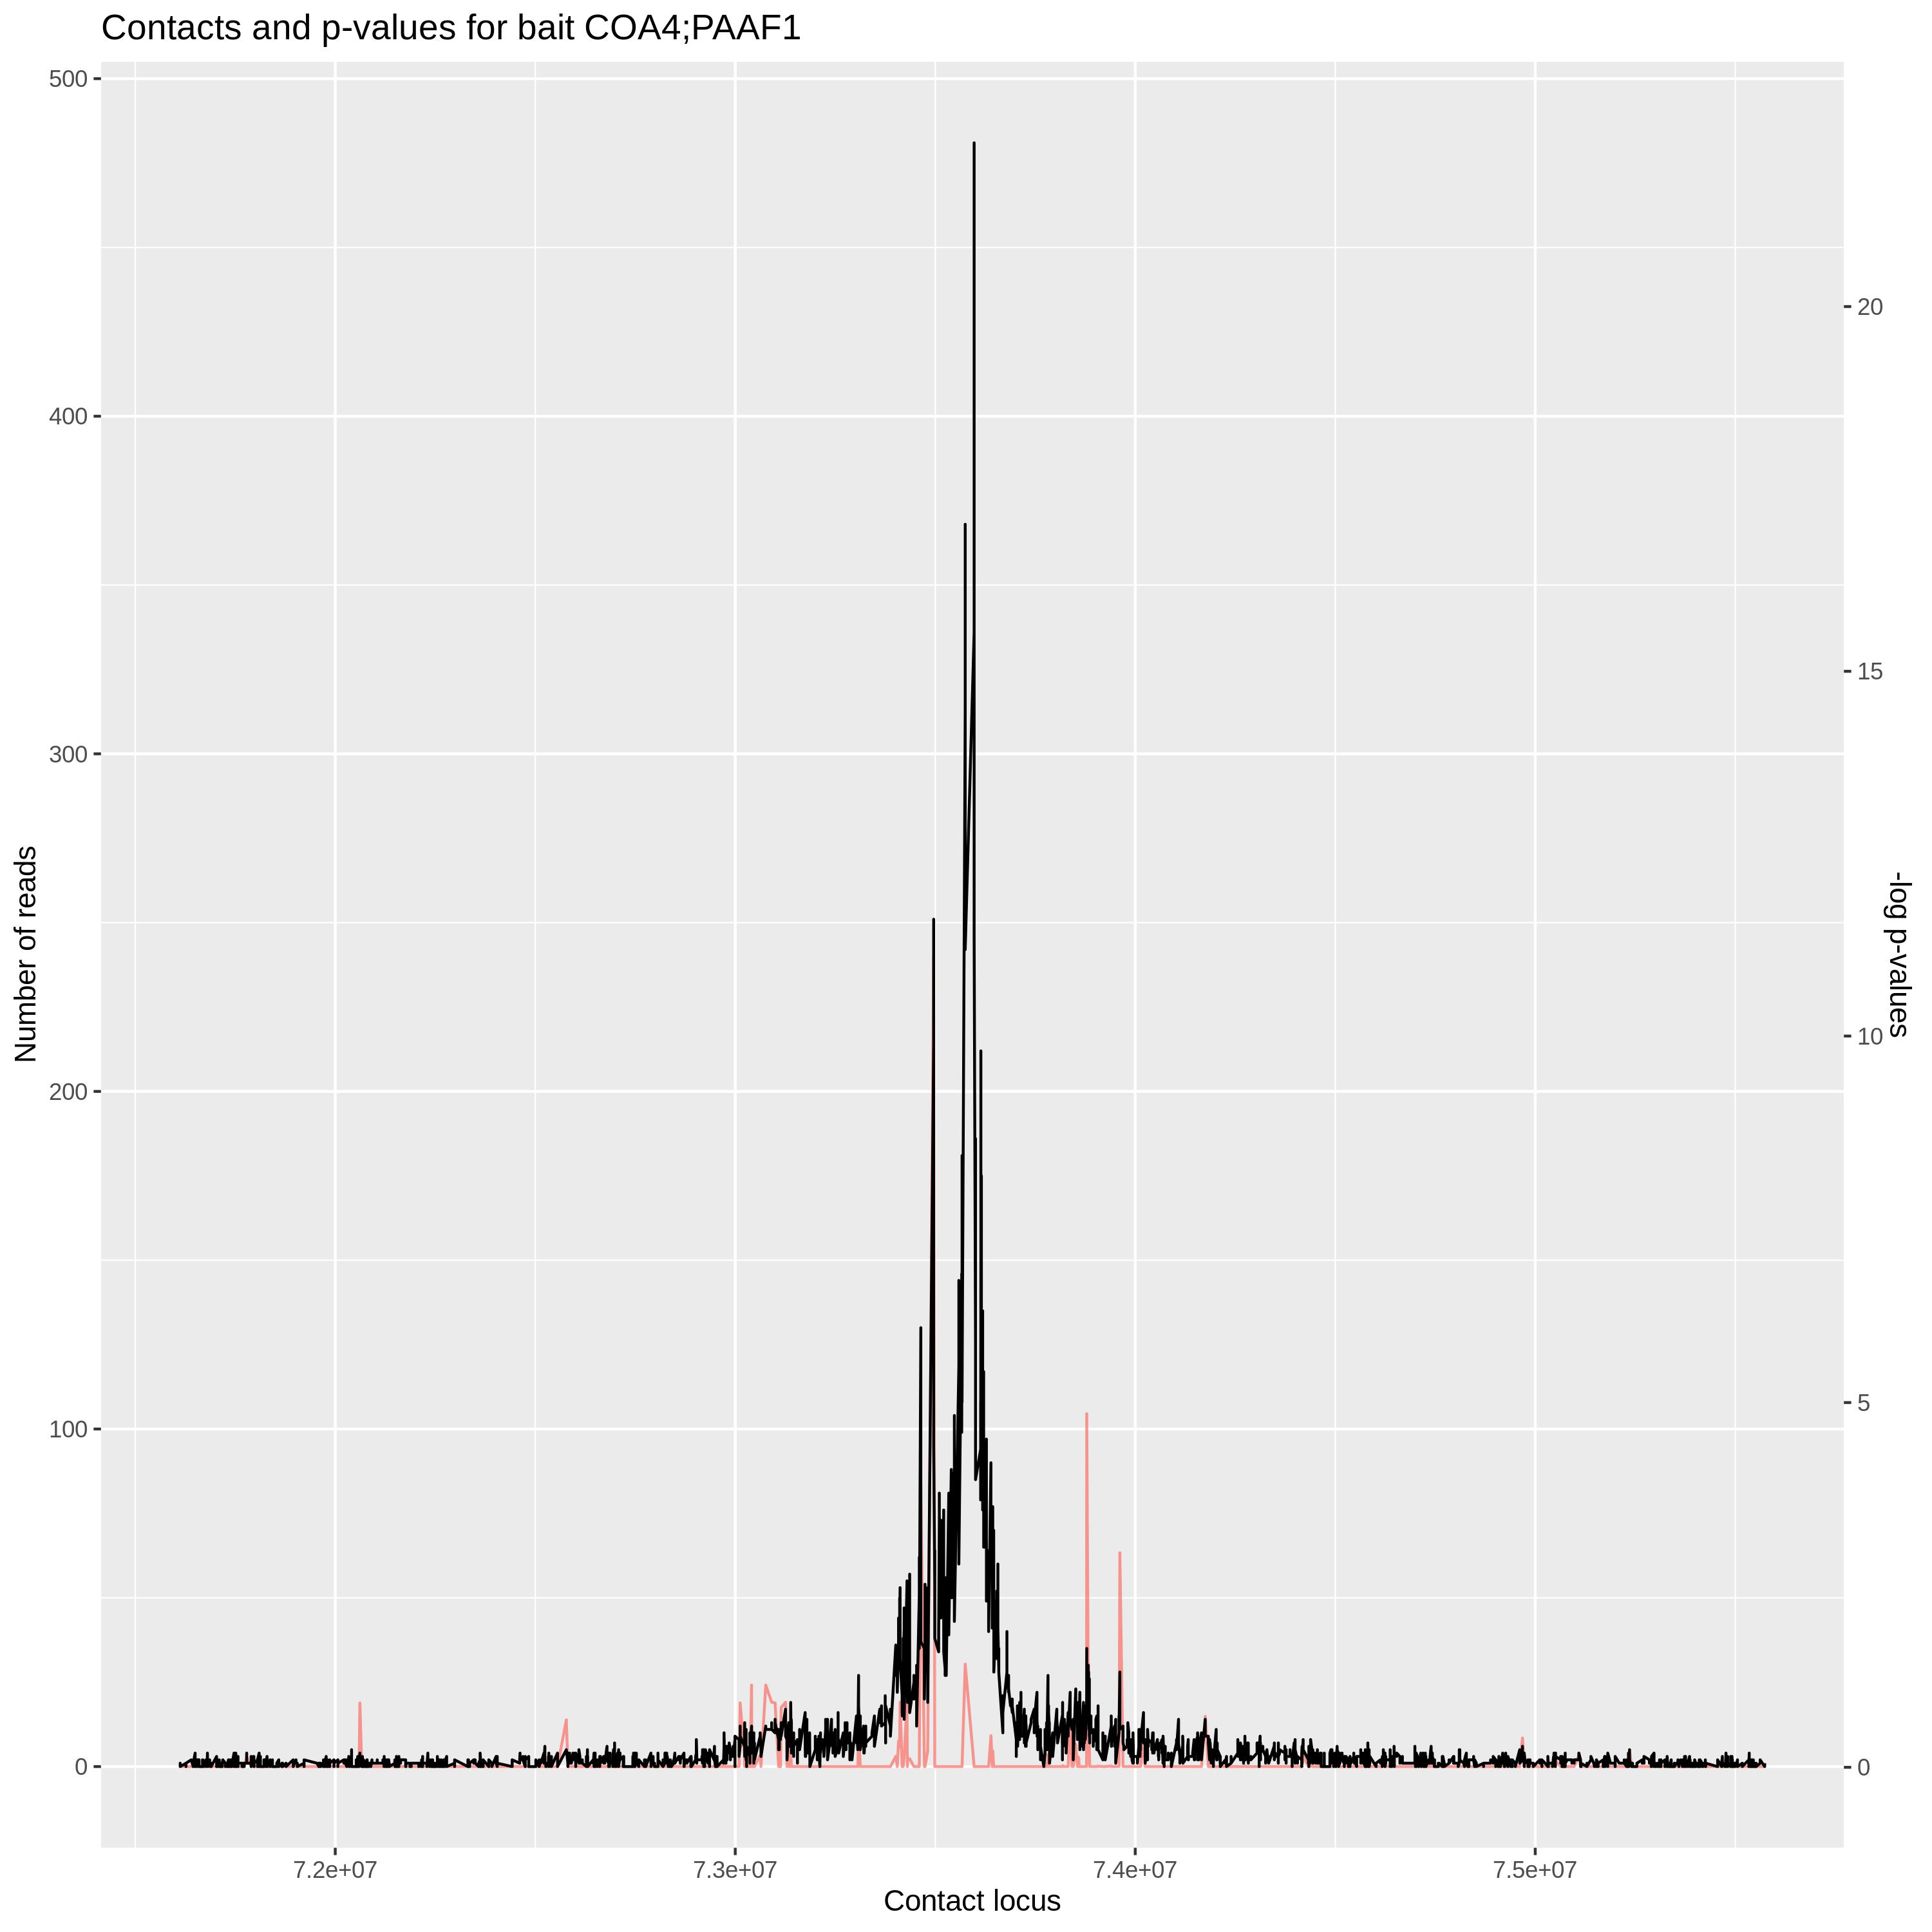 Contacts and p-values for bait COA4;PAAF1
500
400
300
200
100
0
Number of reads
20
15
10
5
0
-log p-values
7.2e+07 7.3e+07 7.4e+07 7.5e+07
Contact locus